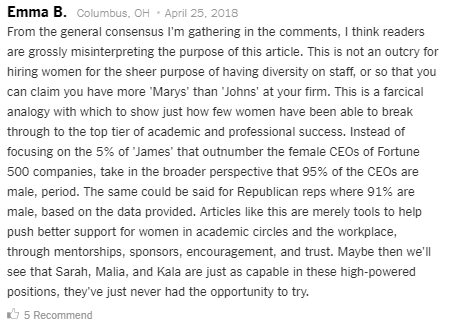 Emma B. Columbus, OH • April 25, 2018
From the general consensus I'm gathering in the comments, I think readers
are grossly misinterpreting the purpose of this article. This is not an outcry for
hiring women for the sheer purpose of having diversity on staff, or so that you
can claim you have more 'Marys' than 'Johns' at your firm. This is a farcical
analogy with which to show just how few women have been able to break
through to the top tier of academic and professional success. Instead of
focusing on the 5% of 'James' that outnumber the female CEOs of Fortune
500 companies, take in the broader perspective that 95% of the CEOs are
male, period. The same could be said for Republican reps where 91% are
male, based on the data provided. Articles like this are merely tools to help
push better support for women in academic circles and the workplace,
through mentorships, sponsors, encouragement, and trust. Maybe then we'll
see that Sarah, Malia, and Kala are just as capable in these high-powered
positions, they've just never had the opportunity to try.
5 Recommend